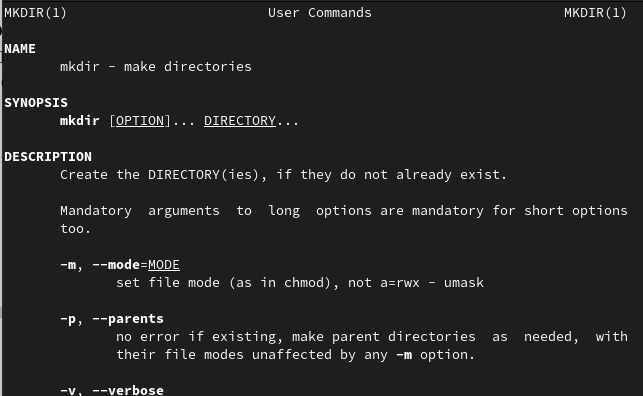 MKDIR(1) User Commands MKDIR(1)
NAME
mkdir - make directories
SYNOPSIS
mkdir [OPTION]... DIRECTORY...
DESCRIPTION
Create the DIRECTORY(ies), if they do not already exist.
Mandatory arguments to long options are mandatory for short options
too.
-m, --mode=MODE
set file mode (as in chmod), not a=rwx - umask
-p, --parents
no error if existing, make parent directories as needed, with
their file modes unaffected by any -m option.
-v, --verbose